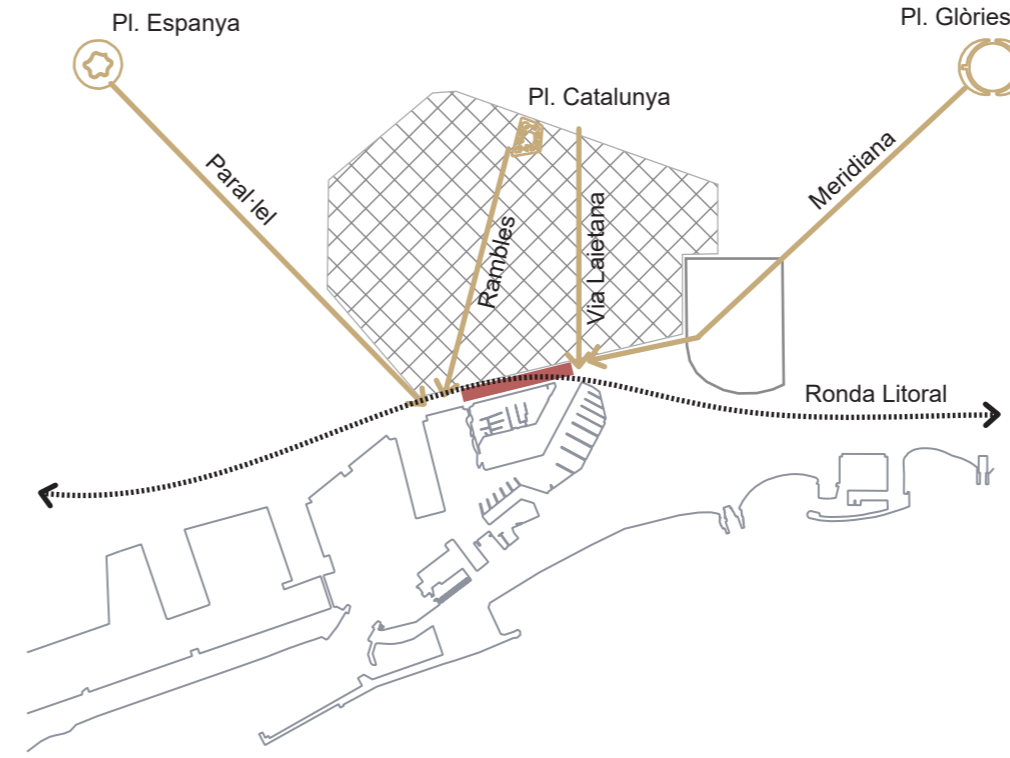 Pl. Espanya
Pl. Glòries
Pl. Catalunya
Paral·lel
Rambles
Via Laietana
Meridiana
Ronda Litoral